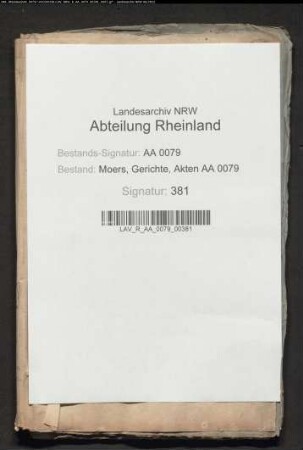 Landesarchiv NRW
Abteilung Rheinland
Bestands-Signatur: AA 0079
Bestand: Moers, Gerichte, Akten AA 0079
Signatur: 381
LAV_R_AA_0079_00381